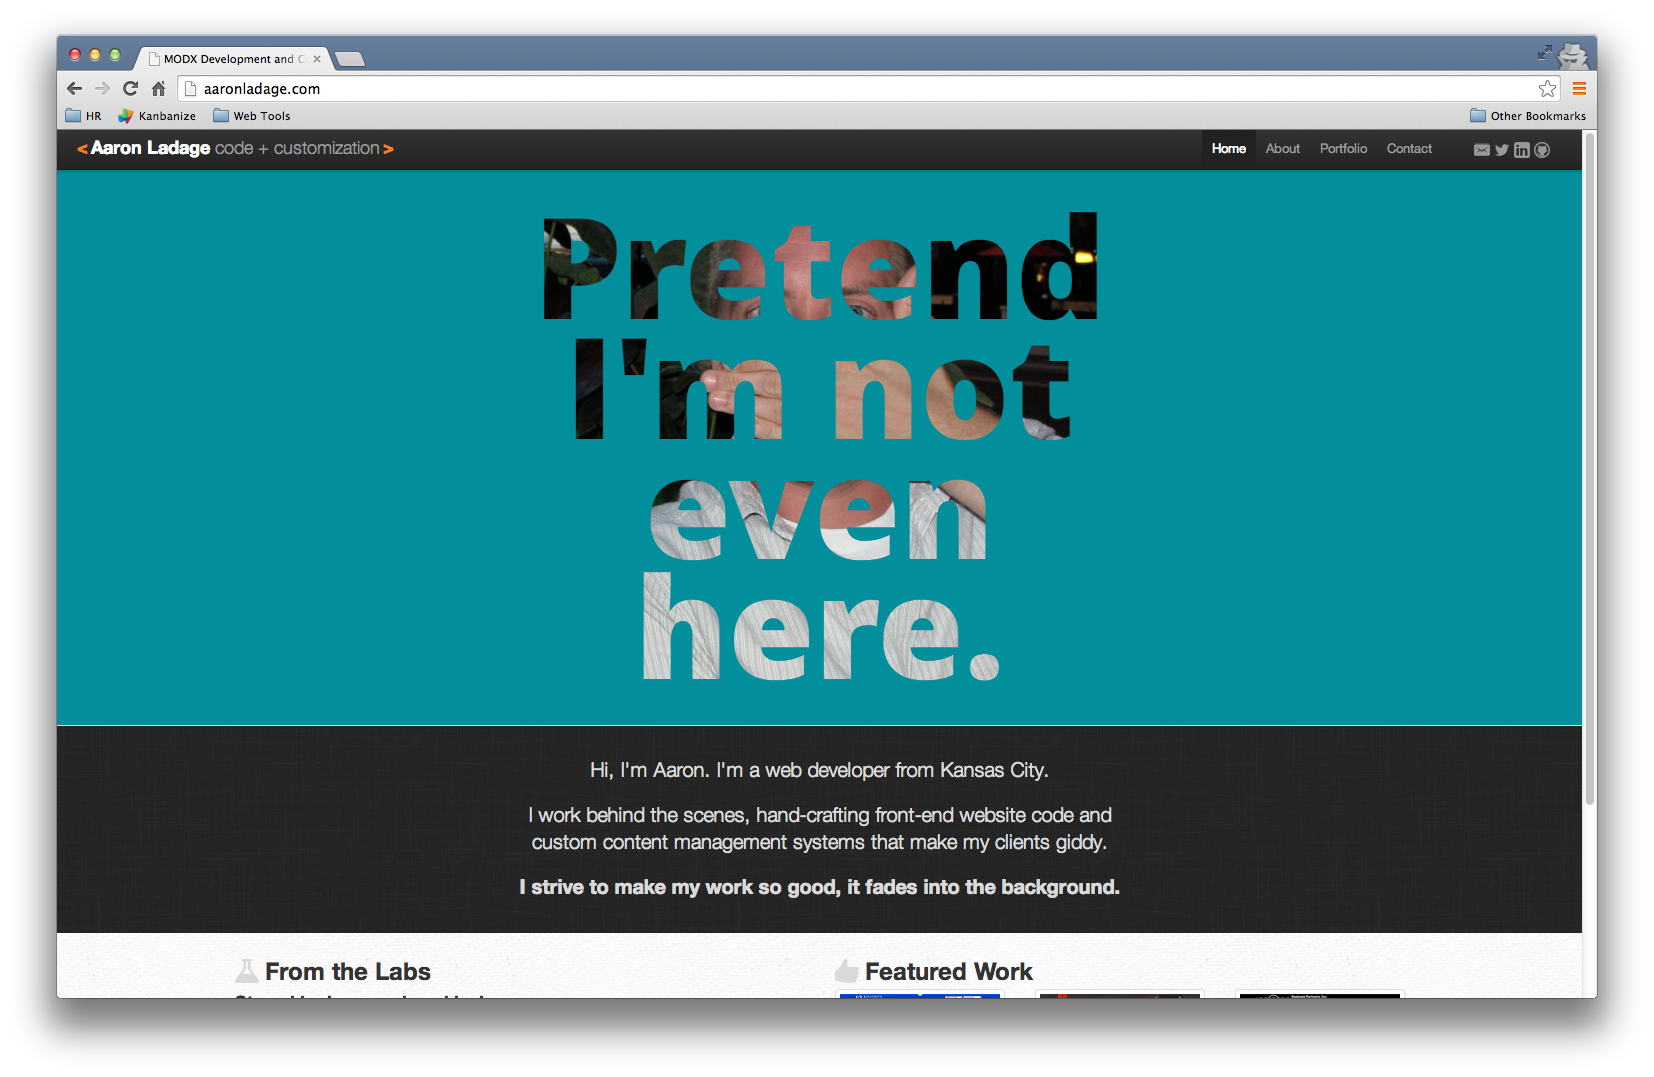 MODX Development and C
aaronladage.com
HR Kanbanize Web Tools Other Bookmarks
<Aaron Ladage code + customization> Home About Portfolio Contact
Pretend
I'm not
even
here.
Hi, I'm Aaron. I'm a web developer from Kansas City.
I work behind the scenes, hand-crafting front-end website code and
custom content management systems that make my clients giddy.
I strive to make my work so good, it fades into the background.
From the Labs Featured Work